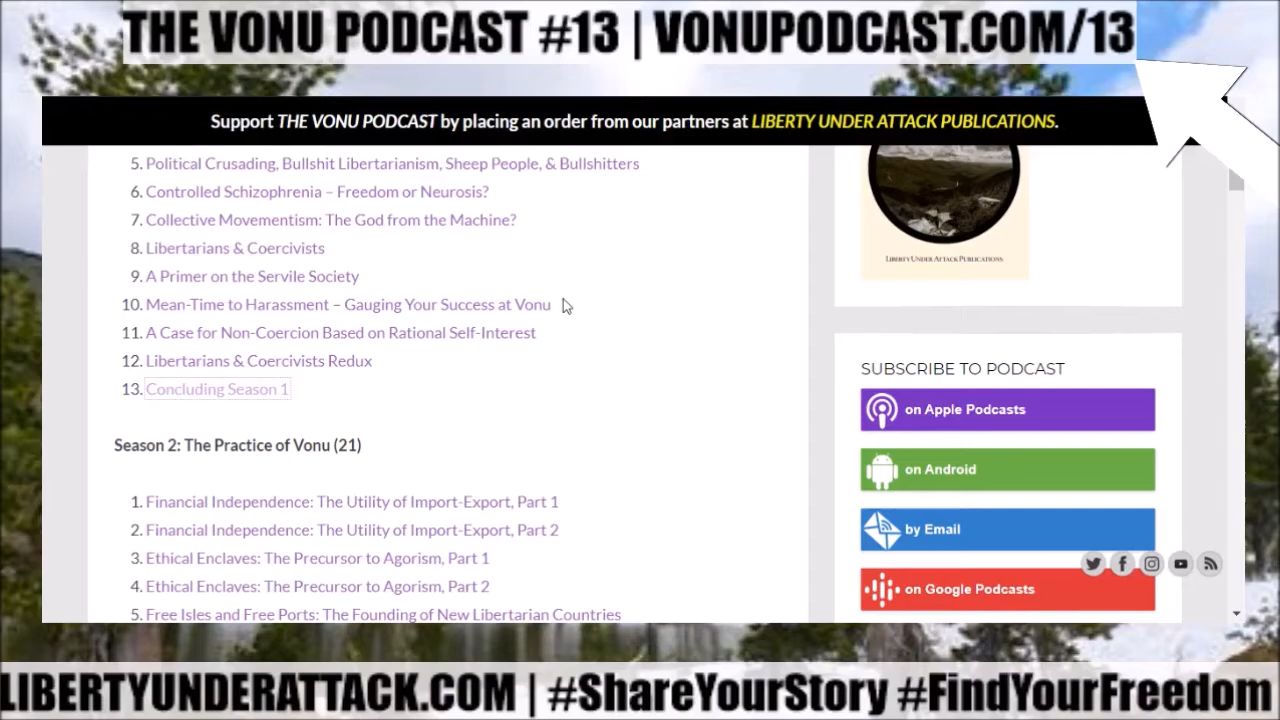 THE VONU PODCAST #13 | VONUPODCAST.COM/13
Support THE VONU PODCAST by placing an order from our partners at LIBERTY UNDER ATTACK PUBLICATIONS.
5. Political Crusading, Bullshit Libertarianism, Sheep People, & Bullshitters
6. Controlled Schizophrenia – Freedom or Neurosis?
7. Collective Movementism: The God from the Machine?
8. Libertarians & Coercivists
9. A Primer on the Servile Society
10. Mean-Time to Harassment – Gauging Your Success at Vonu
11. A Case for Non-Coercion Based on Rational Self-Interest
12. Libertarians & Coercivists Redux
13. Concluding Season 1
Season 2: The Practice of Vonu (21)
1. Financial Independence: The Utility of Import-Export, Part 1
2. Financial Independence: The Utility of Import-Export, Part 2
3. Ethical Enclaves: The Precursor to Agorism, Part 1
4. Ethical Enclaves: The Precursor to Agorism, Part 2
5. Free Isles and Free Ports: The Founding of New Libertarian Countries
LIBERTYUNDERATTACKPUBLICATIONS
SUBSCRIBE TO PODCAST
on Apple Podcasts
on Android
by Email
on Google Podcasts
LIBERTYUNDERATTACK.COM | #ShareYourStory #FindYourFreedom